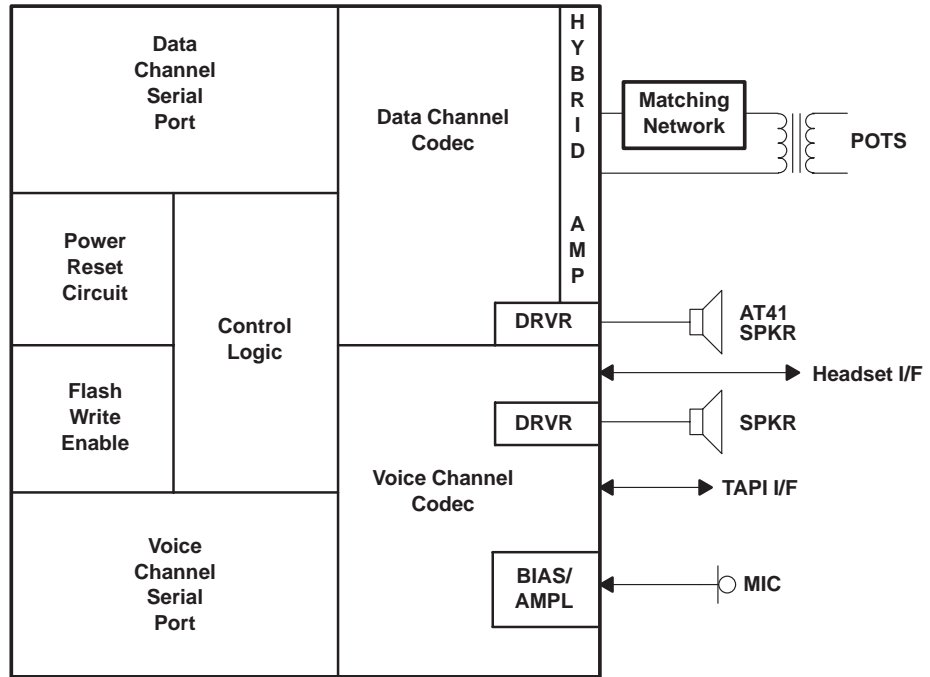 Data
Channel
Serial
Port
Data Channel
Codec
H
Y
B
R
I
D
A
M
P
Matching
Network
POTS
Power
Reset
Circuit
Control
Logic
DRVR
AT41
SPKR
Headset I/F
Flash
Write
Enable
DRVR
SPKR
Voice Channel
Codec
TAPI I/F
Voice
Channel
Serial
Port
BIAS/
AMPL
MIC